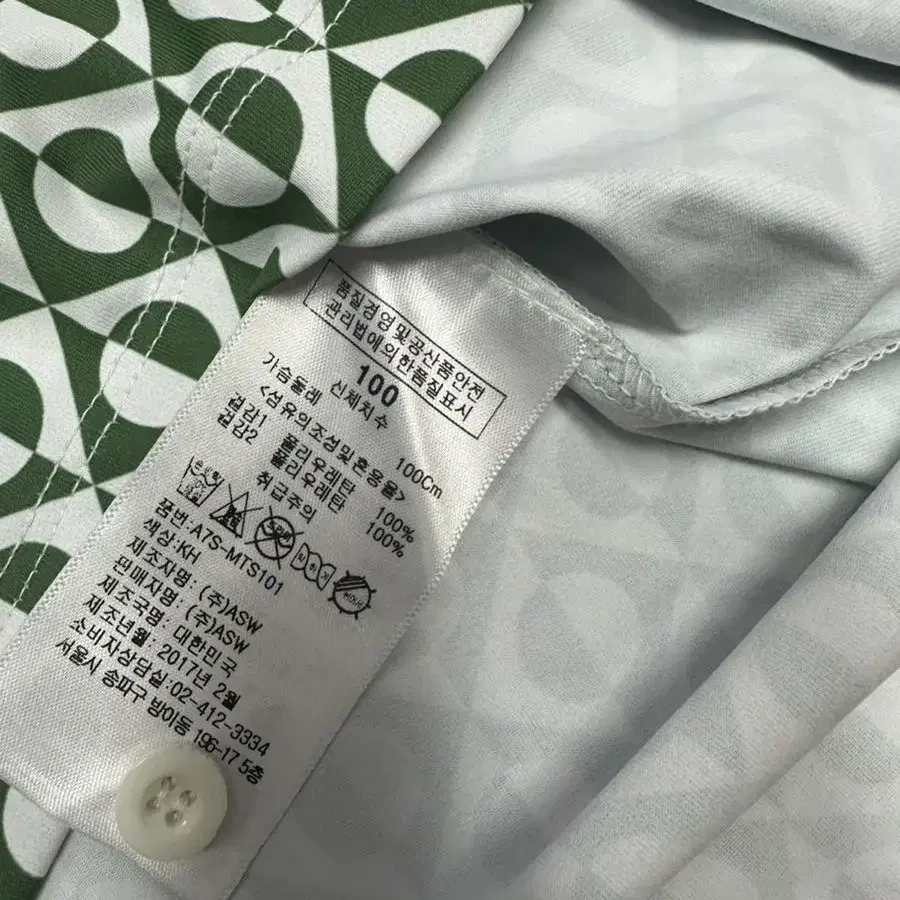 품질경영및공산품안전
관리법에의한품질표시
100
신체치수
가슴둘레 100Cm
<섬유의조성및혼용율>
겉감1 폴리우레탄 100%
겉감2 폴리우레탄 100%
취급주의
품번:A7S-MTS101
색상:KH
제조자명: (주)ASW
판매자명: (주)ASW
제조국명: 대한민국
제조년월: 2017년 2월
소비자상담실:02-412-3334
서울시 송파구 방이동 196-17 5층